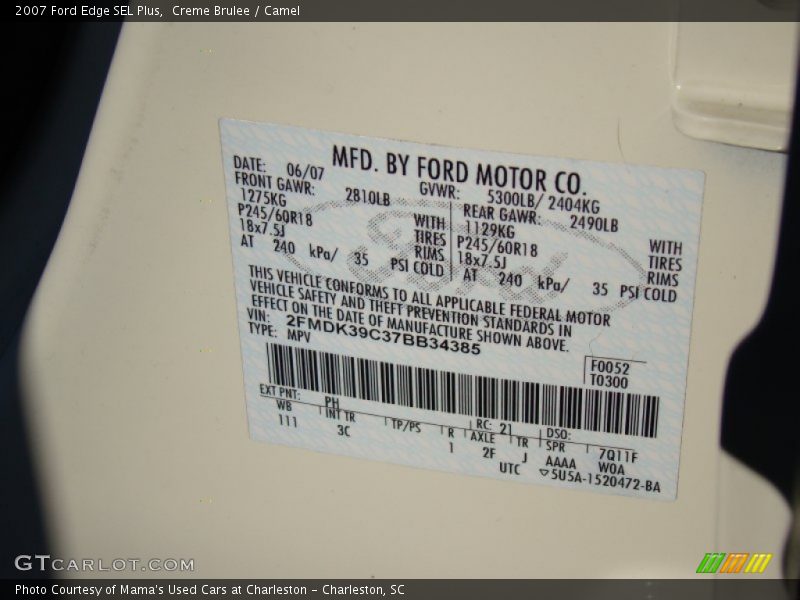 2007 Ford Edge SEL Plus, Creme Brulee / Camel
MFD. BY FORD MOTOR CO.
DATE: 06/07 GVWR: 5300LB/ 2404KG
FRONT GAWR: 2810LB REAR GAWR: 2490LB
1275KG WITH 1129KG WITH
P245/60R18 TIRES P245/60R18 TIRES
18x7.5J RIMS 18x7.5J RIMS
AT 240 kPa/ 35 PSI COLD AT 240 kPa/ 35 PSI COLD
THIS VEHICLE CONFORMS TO ALL APPLICABLE FEDERAL MOTOR
VEHICLE SAFETY AND THEFT PREVENTION STANDARDS IN
EFFECT ON THE DATE OF MANUFACTURE SHOWN ABOVE.
VIN: 2FMDK39C37BB34385
TYPE: MPV
F0052
T0300
EXT PNT: PH RC: 21 DSO:
WB INT TR TP/PS R AXLE TR SPR 7Q11F
111 3C 1 2F J AAAA W0A
UTC ▽5U5A-1520472-BA
Ford
GTCARLOT.COM
Photo Courtesy of Mama's Used Cars at Charleston - Charleston, SC